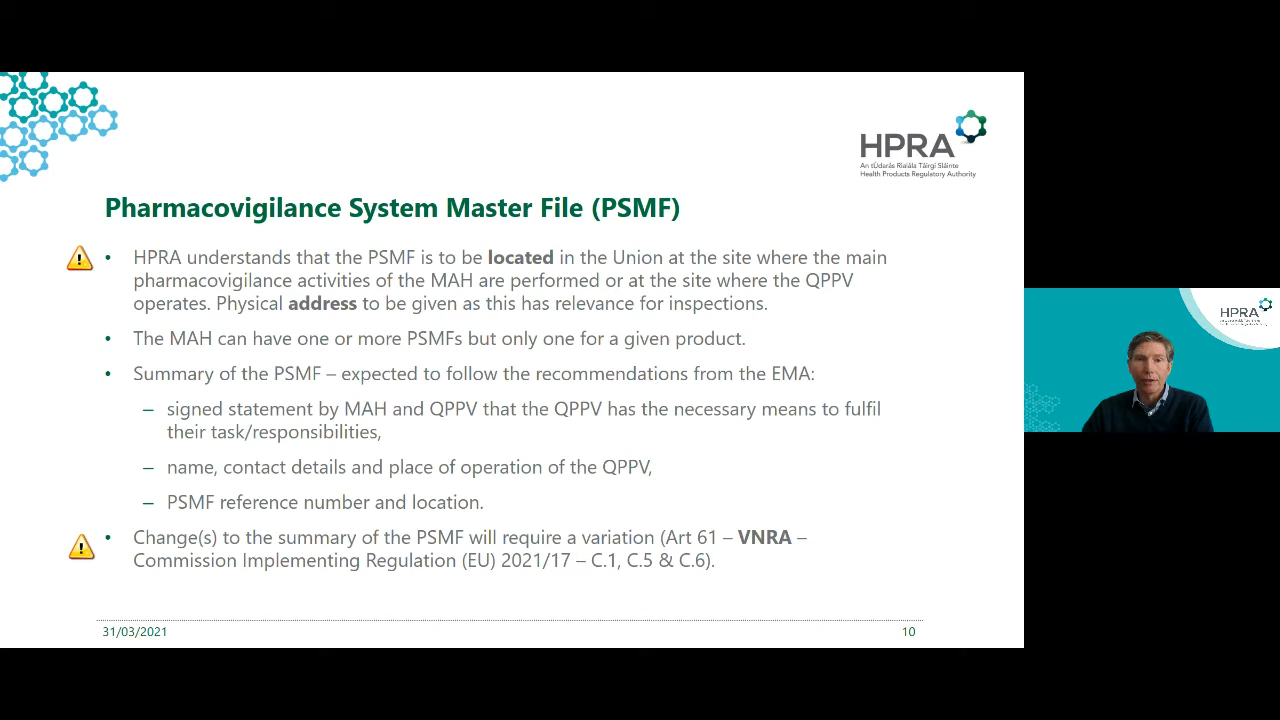 HPRA
An tÚdarás Rialála Táirgí Sláinte
Health Products Regulatory Authority
Pharmacovigilance System Master File (PSMF)
• HPRA understands that the PSMF is to be located in the Union at the site where the main
pharmacovigilance activities of the MAH are performed or at the site where the QPPV
operates. Physical address to be given as this has relevance for inspections.
• The MAH can have one or more PSMFs but only one for a given product.
• Summary of the PSMF – expected to follow the recommendations from the EMA:
– signed statement by MAH and QPPV that the QPPV has the necessary means to fulfil
their task/responsibilities,
– name, contact details and place of operation of the QPPV,
– PSMF reference number and location.
• Change(s) to the summary of the PSMF will require a variation (Art 61 – VNRA –
Commission Implementing Regulation (EU) 2021/17 – C.1, C.5 & C.6).
31/03/2021
10
HPRA